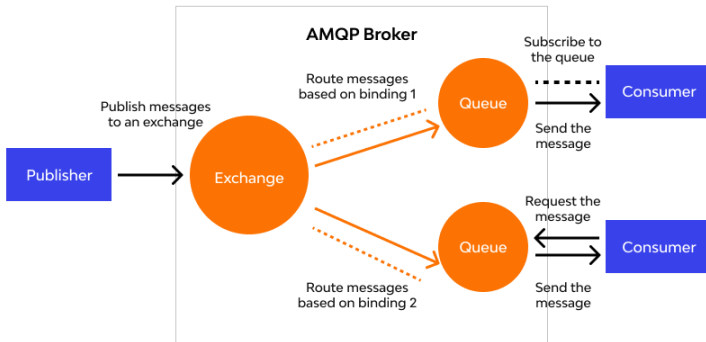 AMQP Broker
Subscribe to
the queue
Route messages
based on binding 1
Queue
Consumer
Publish messages
to an exchange
Send the
message
Publisher
Exchange
Request the
message
Queue
Consumer
Route messages
based on binding 2
Send the
message